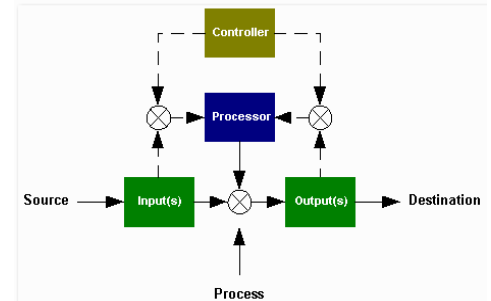 Controller
Processor
Source
Input(s)
Output(s)
Destination
Process